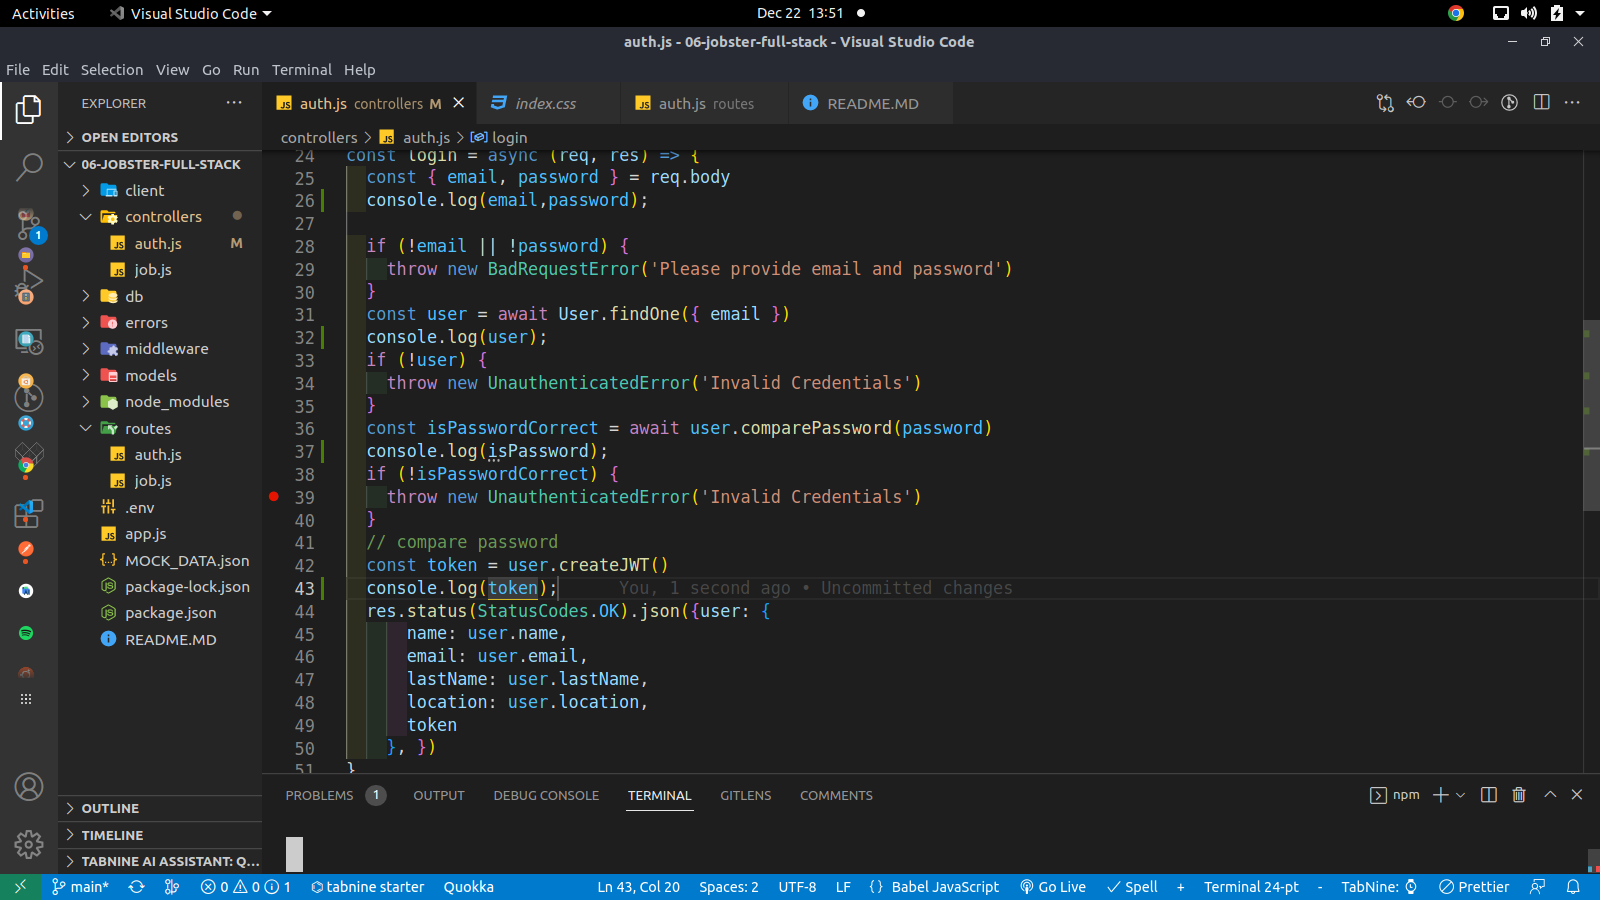 Activities Visual Studio Code Dec 22 13:51
auth.js - 06-jobster-full-stack - Visual Studio Code
File Edit Selection View Go Run Terminal Help
EXPLORER
OPEN EDITORS
06-JOBSTER-FULL-STACK
client
controllers
auth.js M
job.js
db
errors
middleware
models
node_modules
routes
auth.js
job.js
.env
app.js
MOCK_DATA.json
package-lock.json
package.json
README.MD
OUTLINE
TIMELINE
TABNINE AI ASSISTANT: Q...
1
auth.js controllers M index.css auth.js routes README.MD
controllers > auth.js > login
24 const login = async (req, res) => {
25 const { email, password } = req.body
26 console.log(email,password);
27
28 if (!email || !password) {
29 throw new BadRequestError('Please provide email and password')
30 }
31 const user = await User.findOne({ email })
32 console.log(user);
33 if (!user) {
34 throw new UnauthenticatedError('Invalid Credentials')
35 }
36 const isPasswordCorrect = await user.comparePassword(password)
37 console.log(isPassword);
38 if (!isPasswordCorrect) {
39 throw new UnauthenticatedError('Invalid Credentials')
40 }
41 // compare password
42 const token = user.createJWT()
43 console.log(token); You, 1 second ago • Uncommitted changes
44 res.status(StatusCodes.OK).json({user: {
45 name: user.name,
46 email: user.email,
47 lastName: user.lastName,
48 location: user.location,
49 token
50 }, })
51 }
PROBLEMS 1 OUTPUT DEBUG CONSOLE TERMINAL GITLENS COMMENTS npm
main* 0 0 1 tabnine starter Quokka Ln 43, Col 20 Spaces: 2 UTF-8 LF {} Babel JavaScript Go Live Spell + Terminal 24-pt - TabNine: Prettier